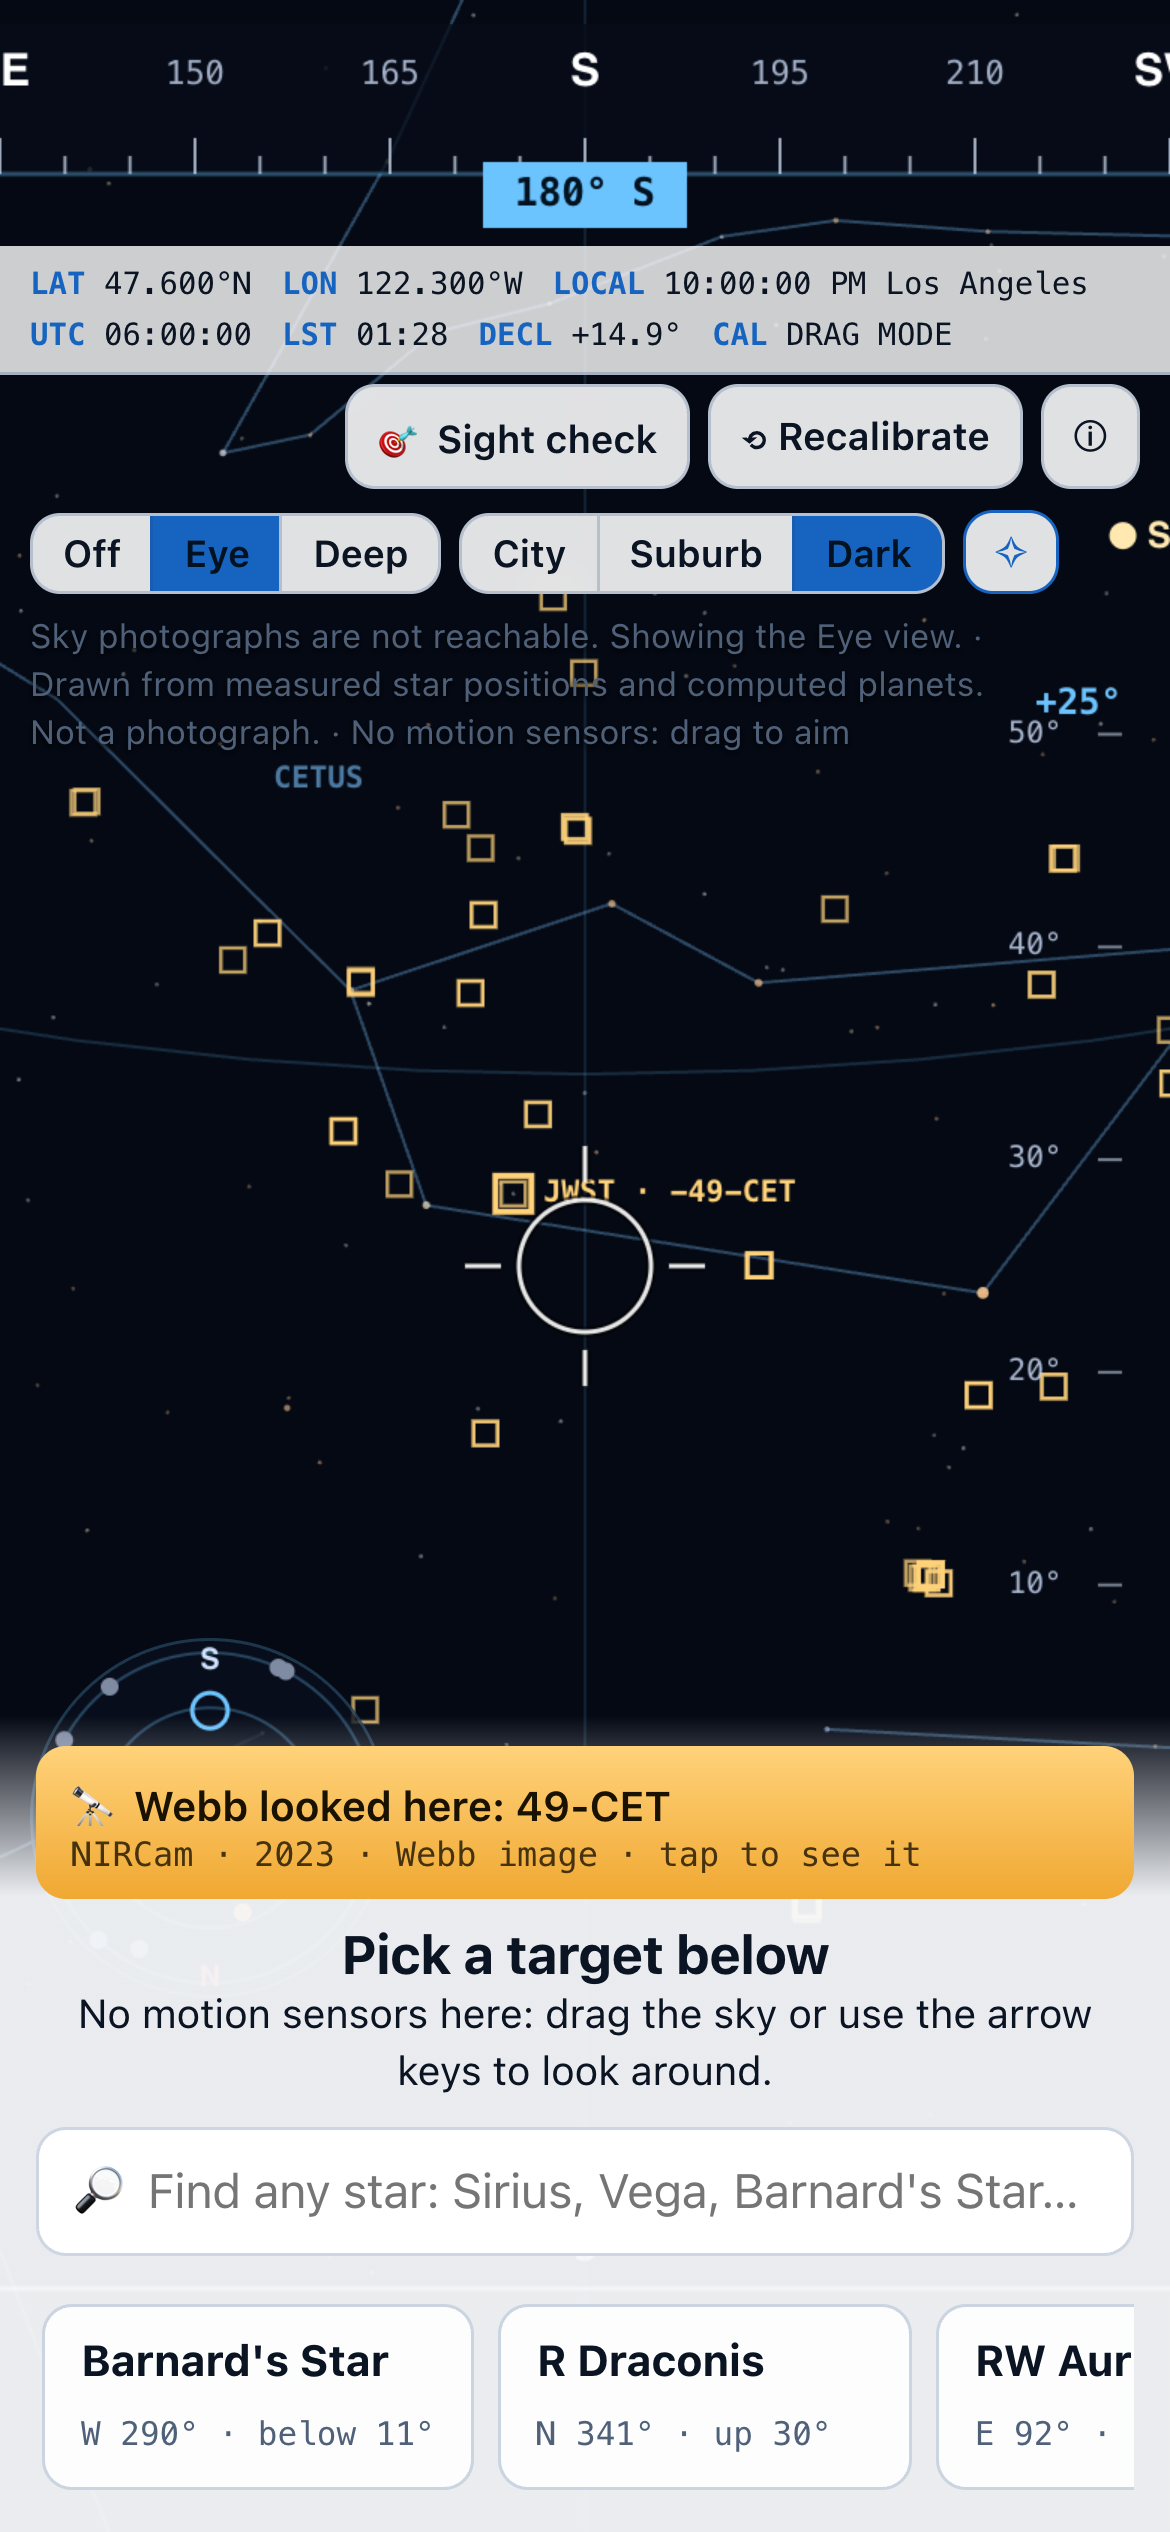 E 150 165 S 195 210
180° S
LAT 47.600°N LON 122.300°W LOCAL 10:00:00 PM Los Angeles
UTC 06:00:00 LST 01:28 DECL +14.9° CAL DRAG MODE
Sight check
Recalibrate
Off Eye Deep
City Suburb Dark
S
Sky photographs are not reachable. Showing the Eye view. ·
Drawn from measured star positions and computed planets.
Not a photograph. · No motion sensors: drag to aim
+25°
50°
CETUS
40°
30°
JWST · −49−CET
20°
10°
S
Webb looked here: 49-CET
NIRCam · 2023 · Webb image · tap to see it
N
Pick a target below
No motion sensors here: drag the sky or use the arrow
keys to look around.
Find any star: Sirius, Vega, Barnard's Star...
Barnard's Star
W 290° · below 11°
R Draconis
N 341° · up 30°
RW Aur
E 92° ·